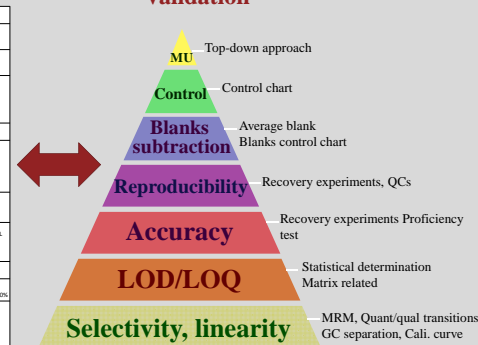 validation
MU
Top-down approach
Control
Control chart
Blanks
subtraction
Average blank
Blanks control chart
Reproducibility
Recovery experiments, QCs
Accuracy
Recovery experiments Proficiency
test
LOD/LOQ
Statistical determination
Matrix related
Selectivity, linearity
MRM, Quant/qual transitions
GC separation, Cali. curve